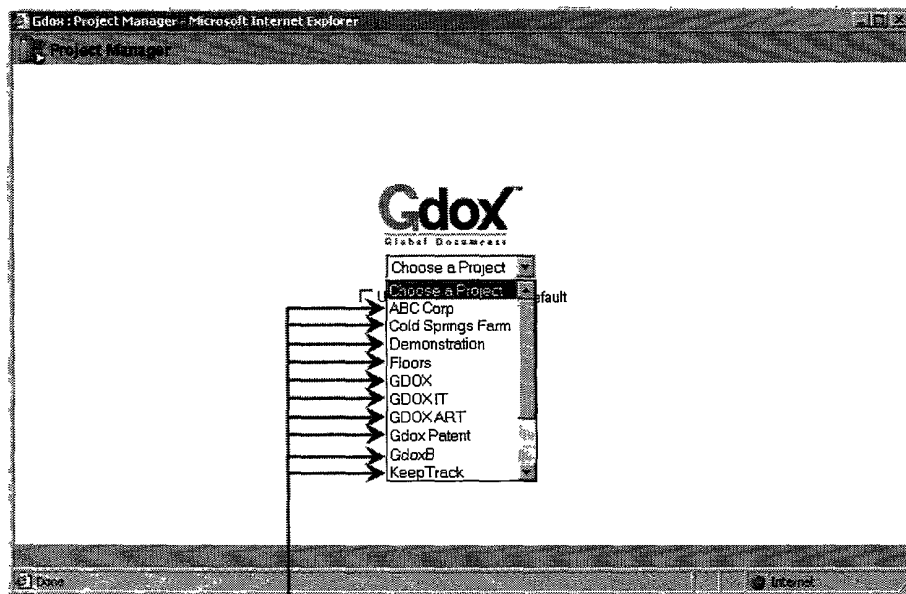 Gdox : Project Manager - Microsoft Internet Explorer
Project Manager
Gdox™
Global Documents
Choose a Project
Choose a Project
U efault
ABC Corp
Cold Springs Farm
Demonstration
Floors
GDOX
GDOX IT
GDOX ART
Gdox Patent
GdoxB
KeepTrack
Done
Internet